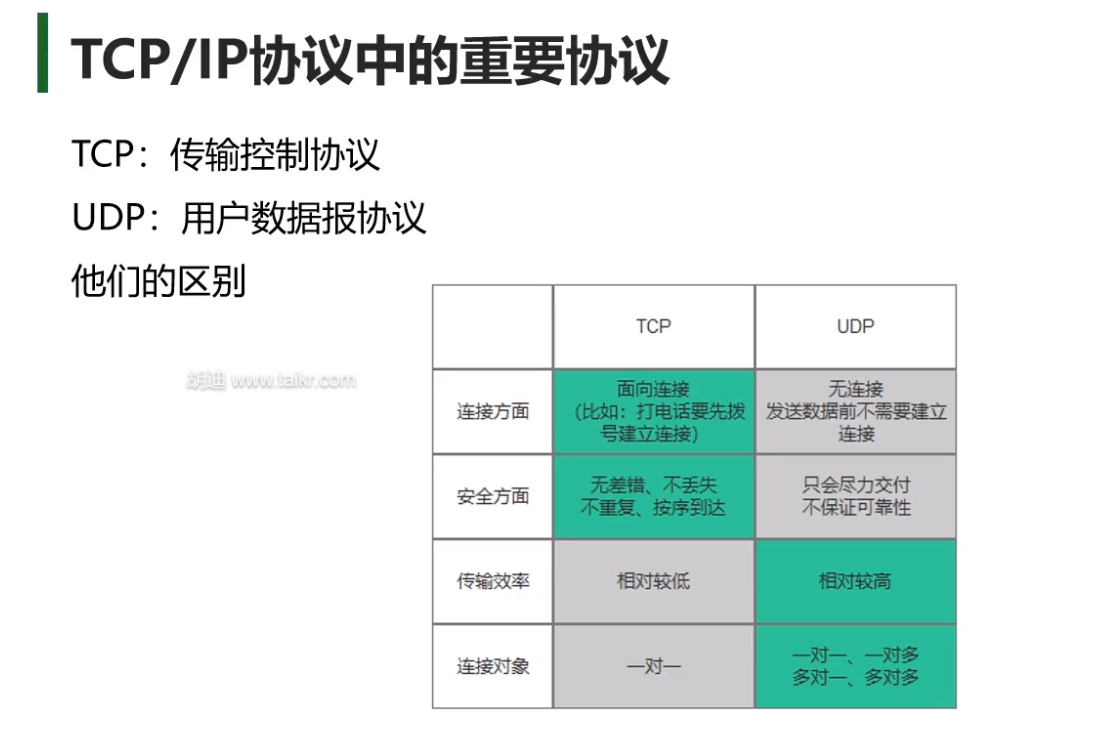 TCP/IP协议中的重要协议
TCP：传输控制协议
UDP：用户数据报协议
他们的区别
胡迪 www.taikr.com
TCP
UDP
连接方面
面向连接
（比如：打电话要先拨
号建立连接）
无连接
发送数据前不需要建立
连接
安全方面
无差错、不丢失
不重复、按序到达
只会尽力交付
不保证可靠性
传输效率
相对较低
相对较高
连接对象
一对一
一对一、一对多
多对一、多对多